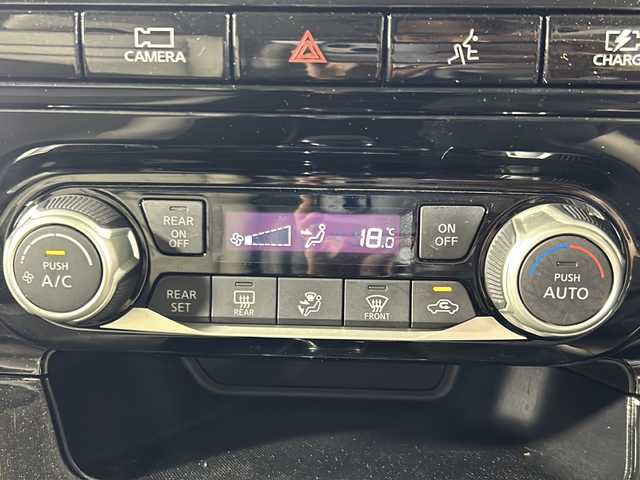 CAMERA
CHARG
REAR
ON
OFF
18.0
°C
ON
OFF
PUSH
A/C
PUSH
AUTO
REAR
SET
REAR
FRONT